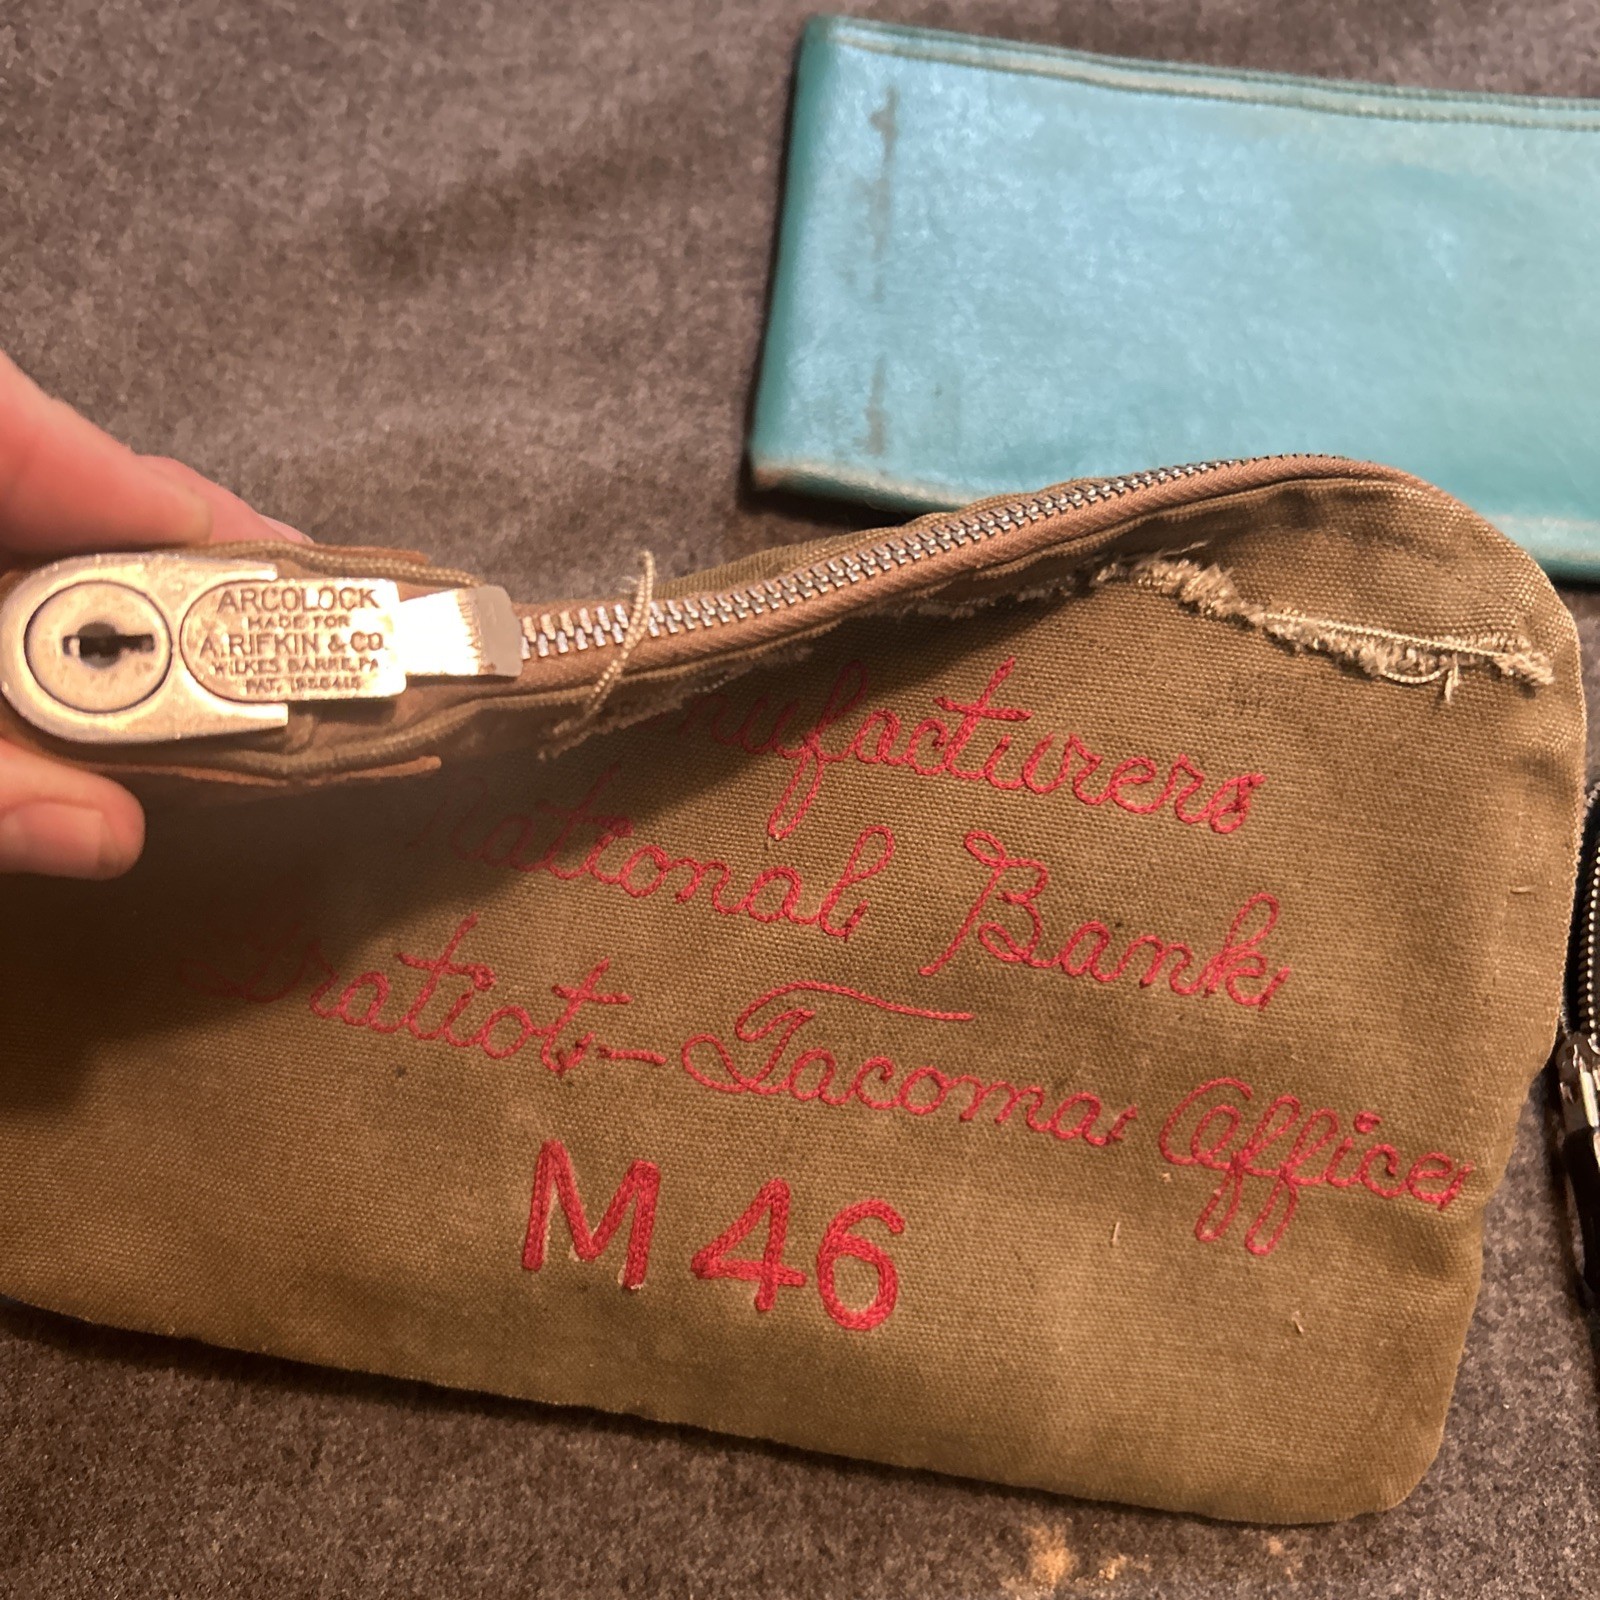 ARCOLOCK
MADE FOR
A. RIFKIN & CO.
WILKES BARRE, PA.
PAT.
nufacturers
National Bank
Gratiot - Tacoma Office
M 46